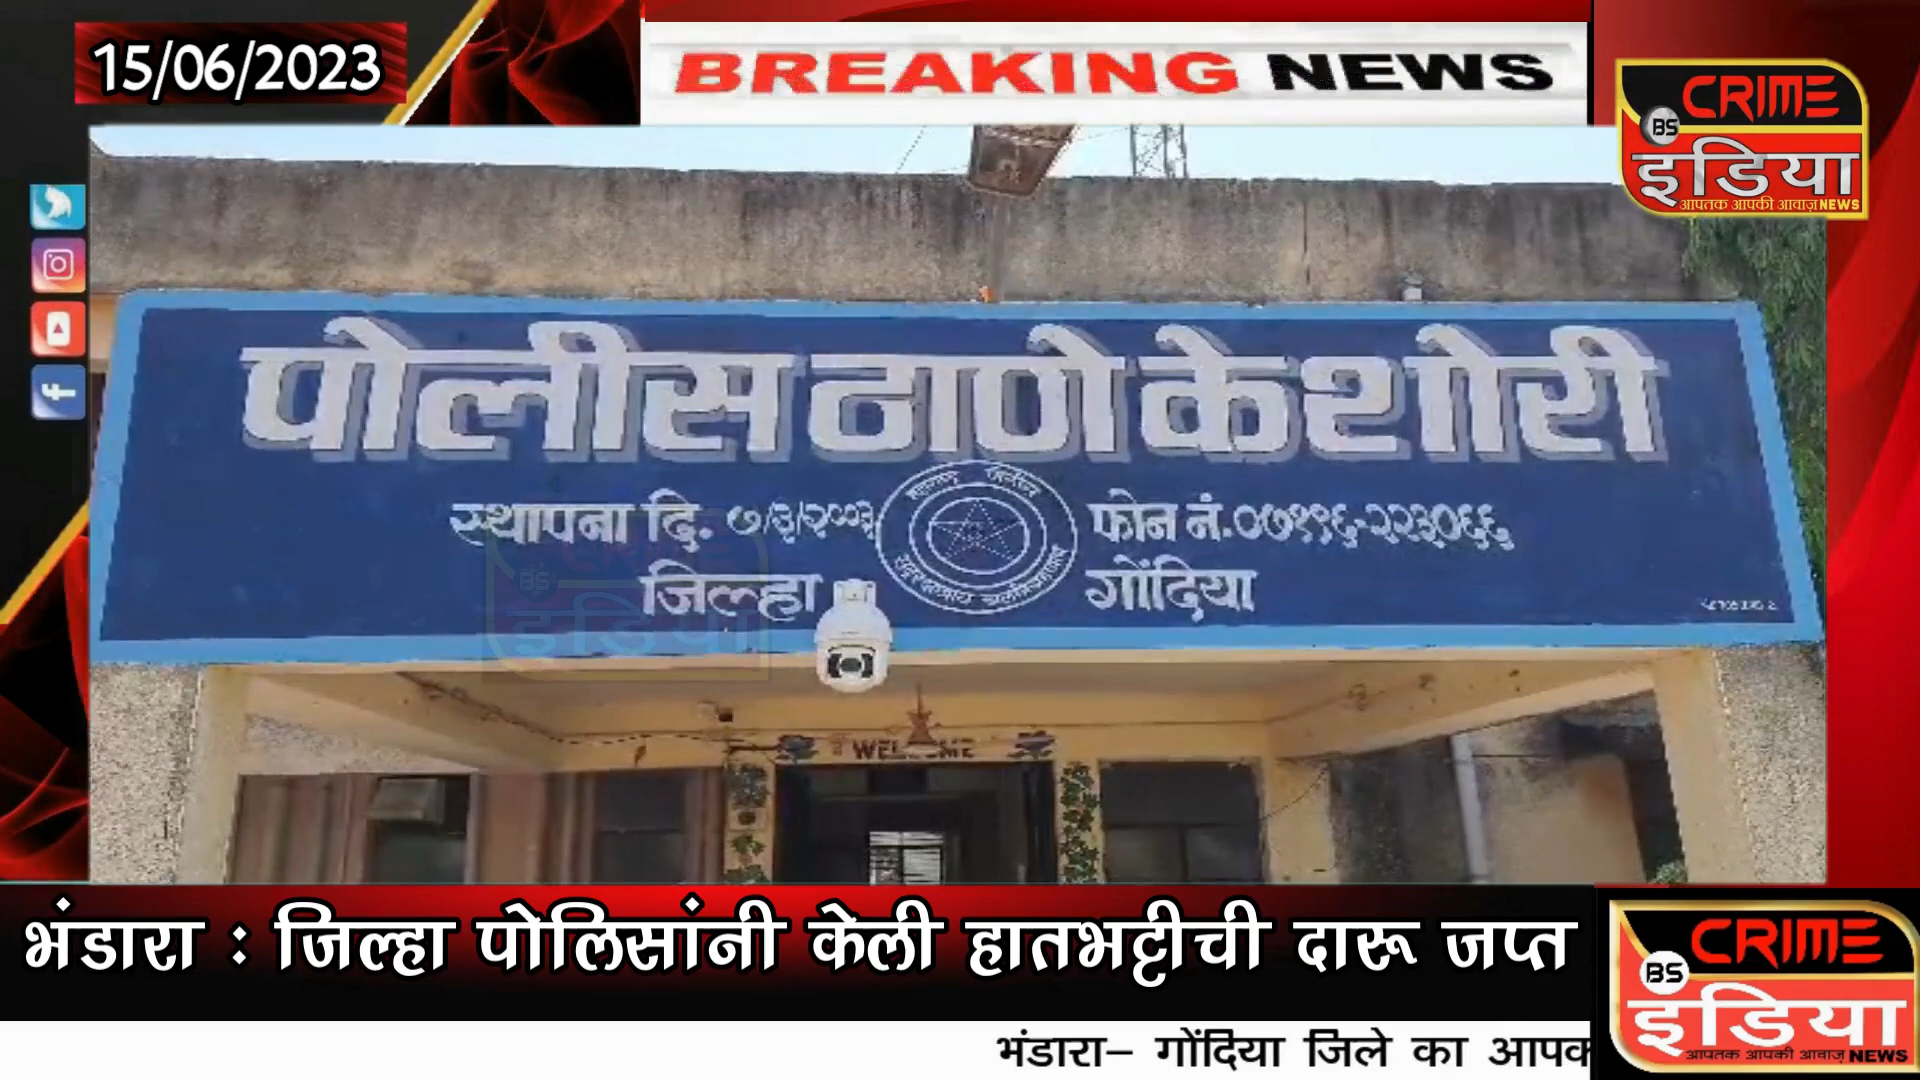 15/06/2023
BREAKING NEWS
CRIME
BS
इंडिया
आपतक आपकी आवाज़ NEWS
पोलीस ठाणे केशोरी
स्थापना दि. ७/३/२००३
फोन नं.०७१९६-२२३०६६
जिल्हा
गोंदिया
WELCOME
भंडारा : जिल्हा पोलिसांनी केली हातभट्टीची दारू जप्त
CRIME
BS
इंडिया
आपतक आपकी आवाज़ NEWS
भंडारा– गोंदिया जिले का आपक